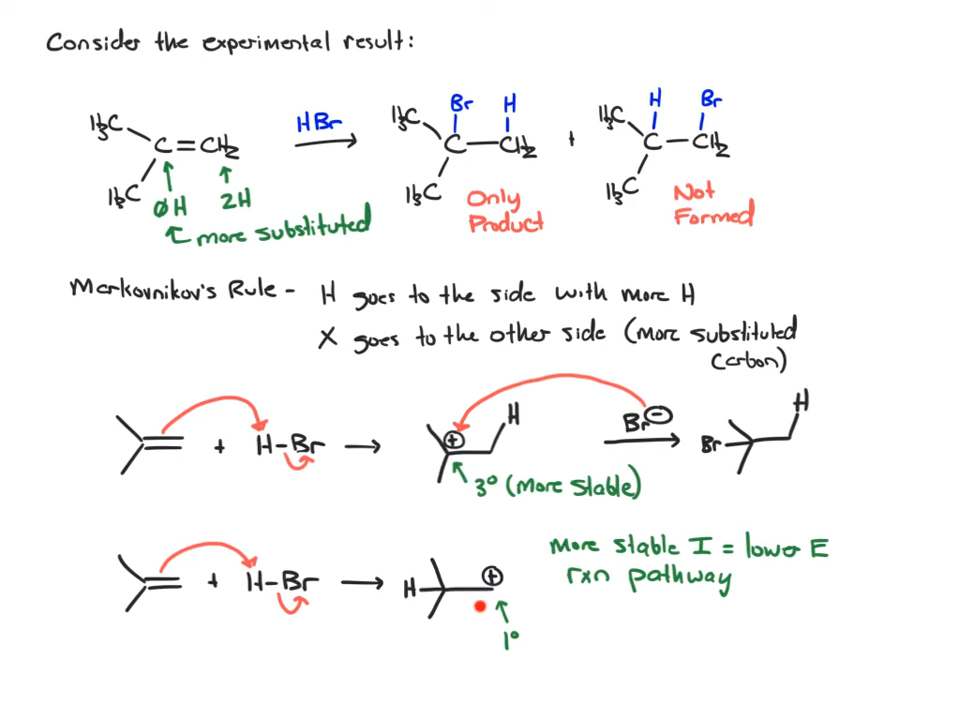 Consider the experimental result:
H₃C C=CH₂ H₃C
HBr
Br H
H₃C C—CH₂ H₃C
+
H Br
H₃C C—CH₂ H₃C
ØH 2H
more substituted
Only
Product
Not
Formed
Markovnikov's Rule - H goes to the side with more H
X goes to the other side (more substituted
carbon)
+ H-Br
⊕ H
Br⊖
Br H
3° (more stable)
+ H-Br
H ⊕
1°
More stable I = lower E
rxn pathway